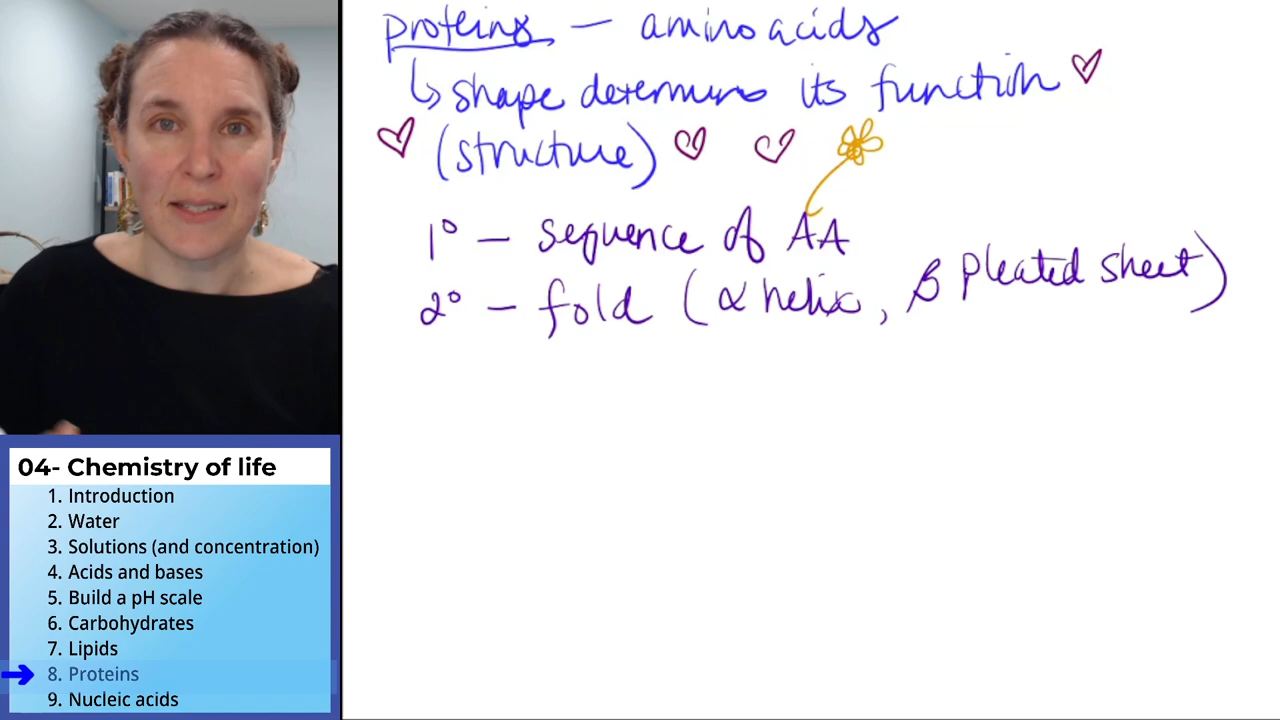 proteins – amino acids
↳ shape determins its function
(structure)
1° – sequence of AA
2° – fold (α helix, β pleated sheet)
04- Chemistry of life
1. Introduction
2. Water
3. Solutions (and concentration)
4. Acids and bases
5. Build a pH scale
6. Carbohydrates
7. Lipids
8. Proteins
9. Nucleic acids